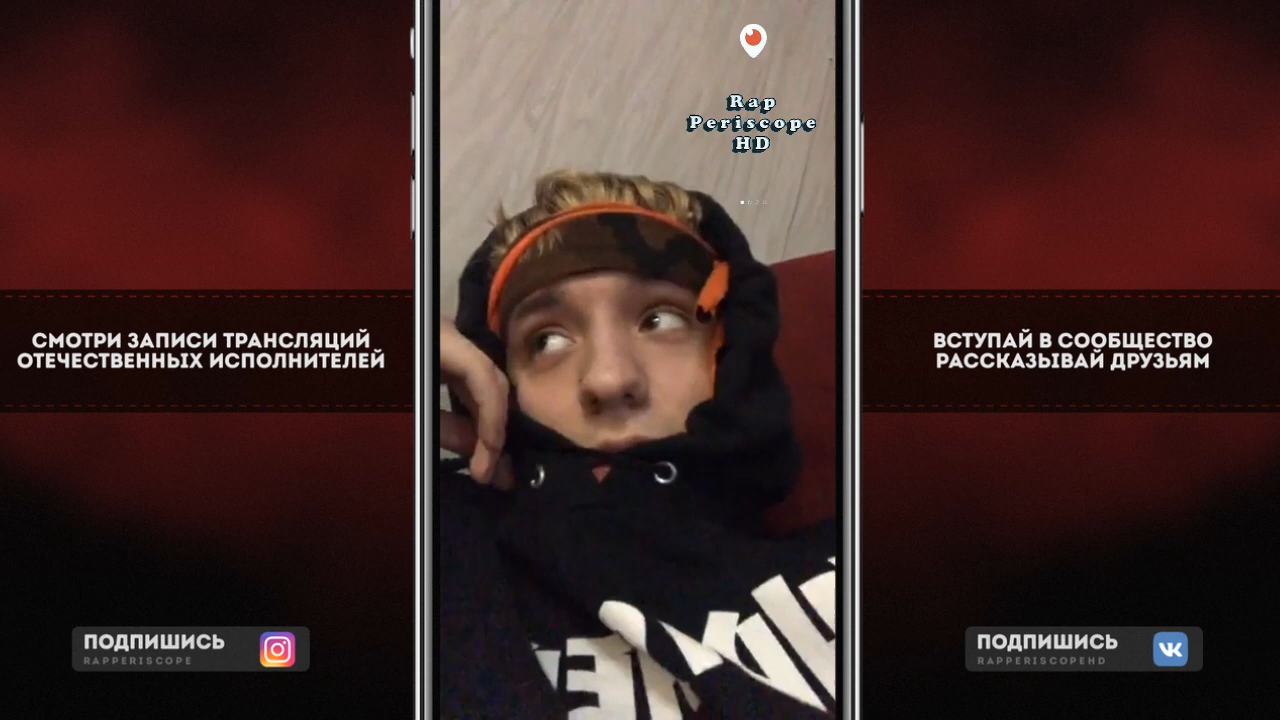 Rap
Periscope
HD
СМОТРИ ЗАПИСИ ТРАНСЛЯЦИЙ
ОТЕЧЕСТВЕННЫХ ИСПОЛНИТЕЛЕЙ
ВСТУПАЙ В СООБЩЕСТВО
РАССКАЗЫВАЙ ДРУЗЬЯМ
ПОДПИШИСЬ
RAPPERISCOPE
ПОДПИШИСЬ
RAPPERISCOPEHD